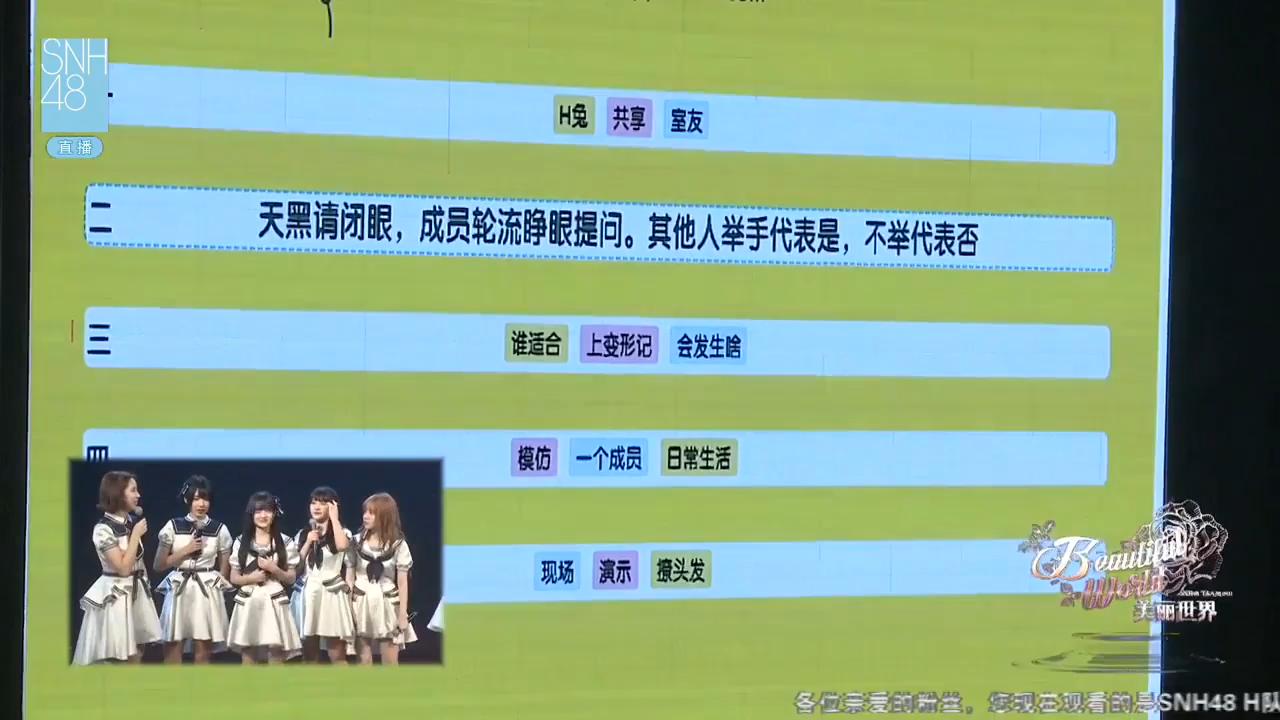 SNH
48
直播
H兔 共享 室友
二 天黑请闭眼，成员轮流睁眼提问。其他人举手代表是，不举代表否
三 谁适合 上变形记 会发生啥
四 模仿 一个成员 日常生活
现场 演示 撩头发
Beautiful
World
美丽世界
各位亲爱的粉丝，您现在观看的是SNH48 H队